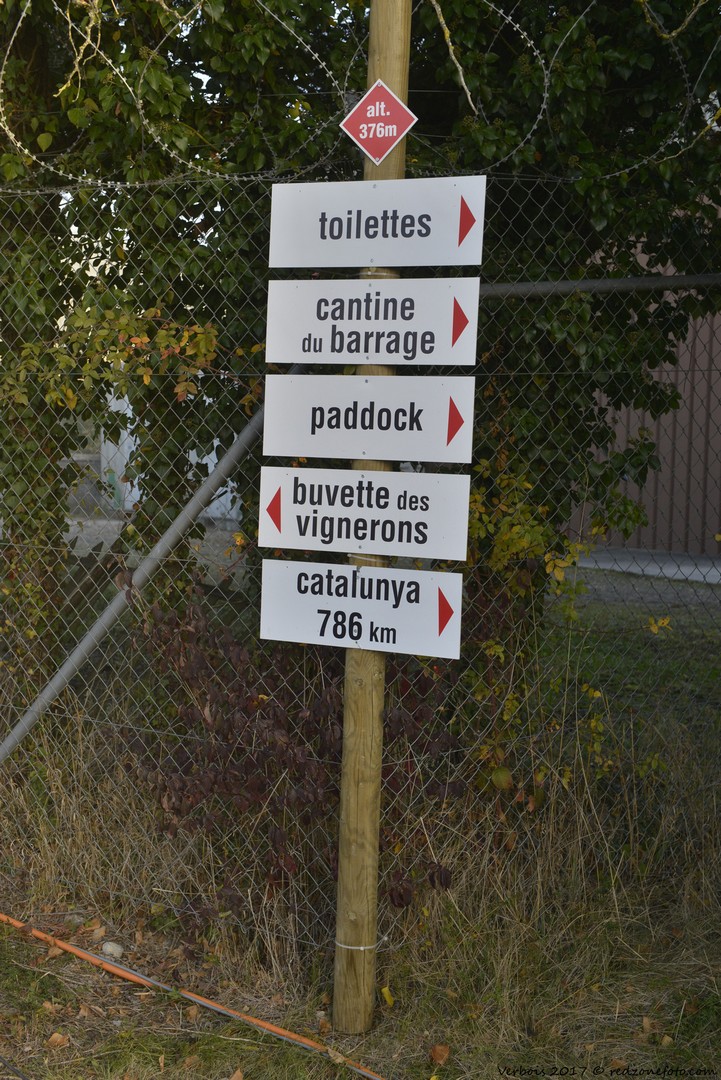 alt.
376m
toilettes
cantine
du barrage
paddock
buvette des
vignerons
catalunya
786 km
Verbois 2017 © redzonefoto.com